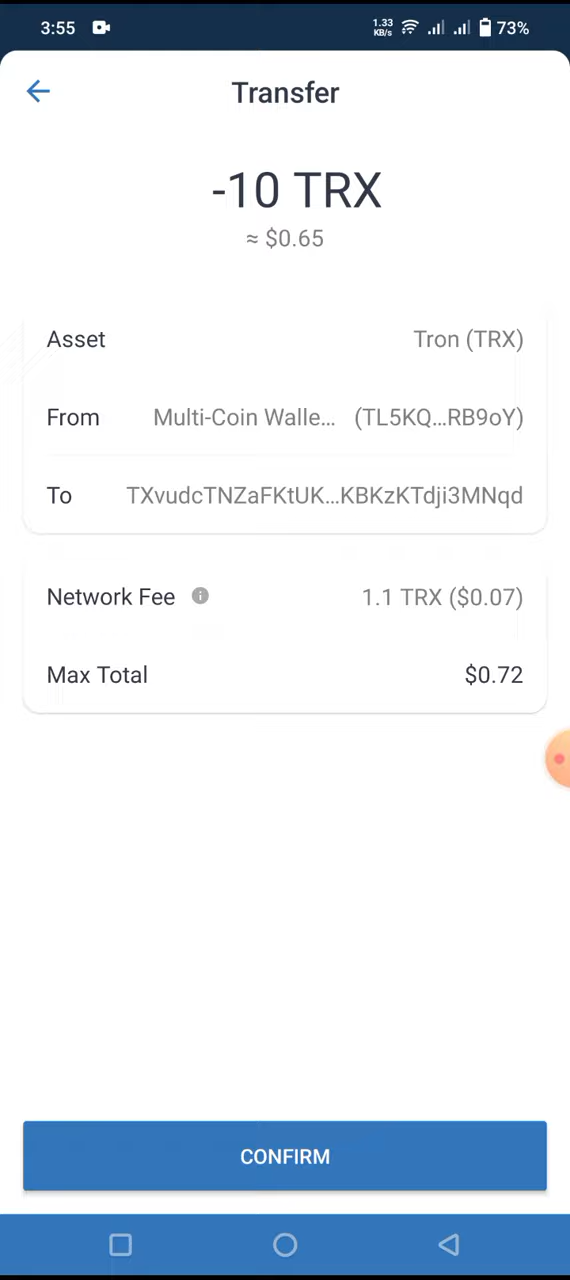 3:55 1.33 KB/s 73%
Transfer
-10 TRX
≈ $0.65
Asset Tron (TRX)
From Multi-Coin Walle... (TL5KQ...RB9oY)
To TXvudcTNZaFKtUK...KBKzKTdji3MNqd
Network Fee 1.1 TRX ($0.07)
Max Total $0.72
CONFIRM